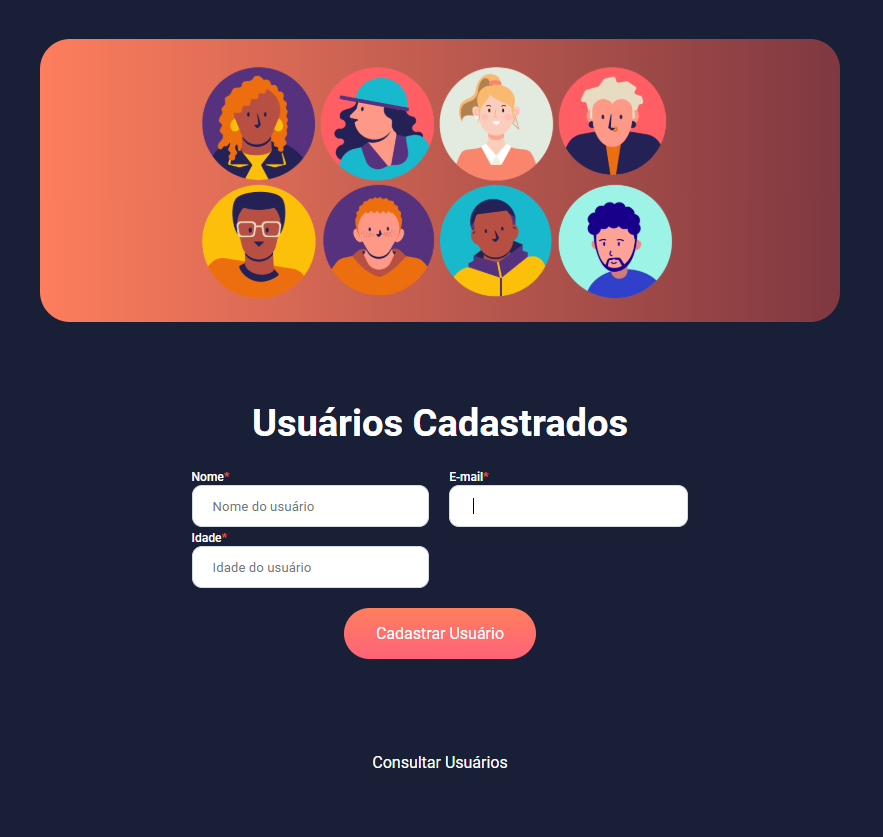 Usuários Cadastrados
Nome*
E-mail*
Nome do usuário
Idade*
Idade do usuário
Cadastrar Usuário
Consultar Usuários